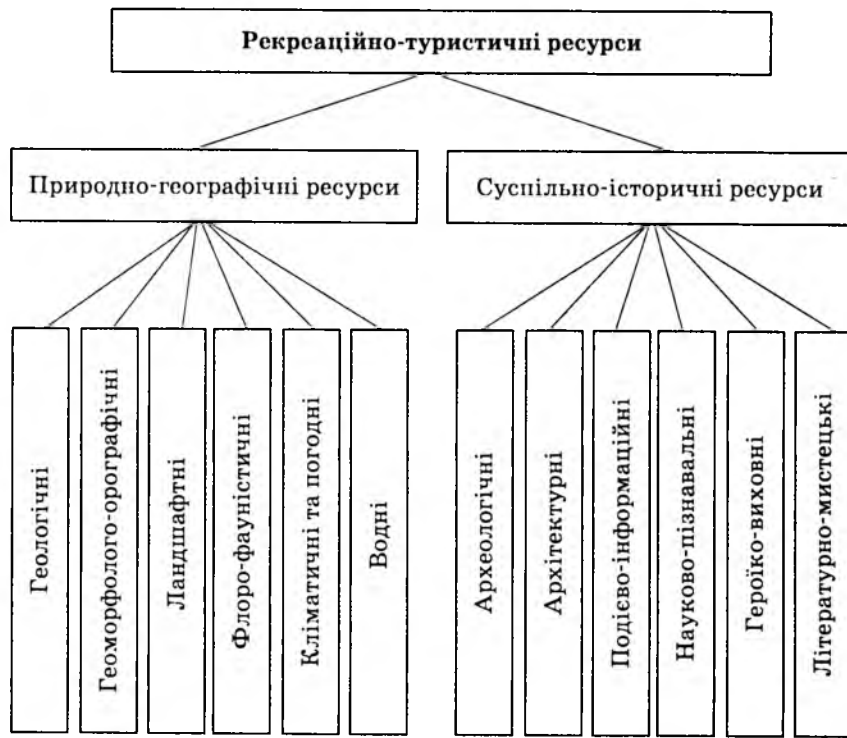 Рекреаційно-туристичні ресурси
Природно-географічні ресурси
Суспільно-історичні ресурси
Геологічні
Геоморфолого-орографічні
Ландшафтні
Флоро-фауністичні
Кліматичні та погодні
Водні
Археологічні
Архітектурні
Подієво-інформаційні
Науково-пізнавальні
Героїко-виховні
Літературно-мистецькі